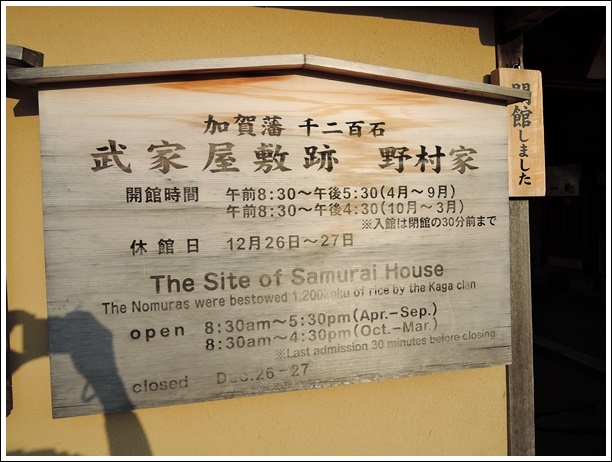 加賀藩 千二百石
武家屋敷跡 野村家
開館時間 午前8:30〜午後5:30(4月〜9月)
午前8:30〜午後4:30(10月〜3月)
※入館は閉館の30分前まで
休館日 12月26日〜27日
The Site of Samurai House
The Nomuras were bestowed 1.200koku of rice by the Kaga clan
open 8:30am〜5:30pm(Apr.-Sep.)
8:30am〜4:30pm(Oct.-Mar.)
※Last admission 30 minutes before closing
closed Dec.26-27
開館しました